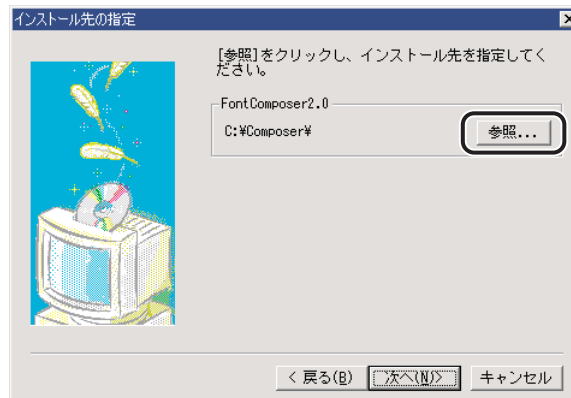 インストール先の指定
[参照]をクリックし、インストール先を指定してく
ださい。
FontComposer2.0
C:¥Composer¥
参照...
< 戻る(B)
次へ(N)>
キャンセル